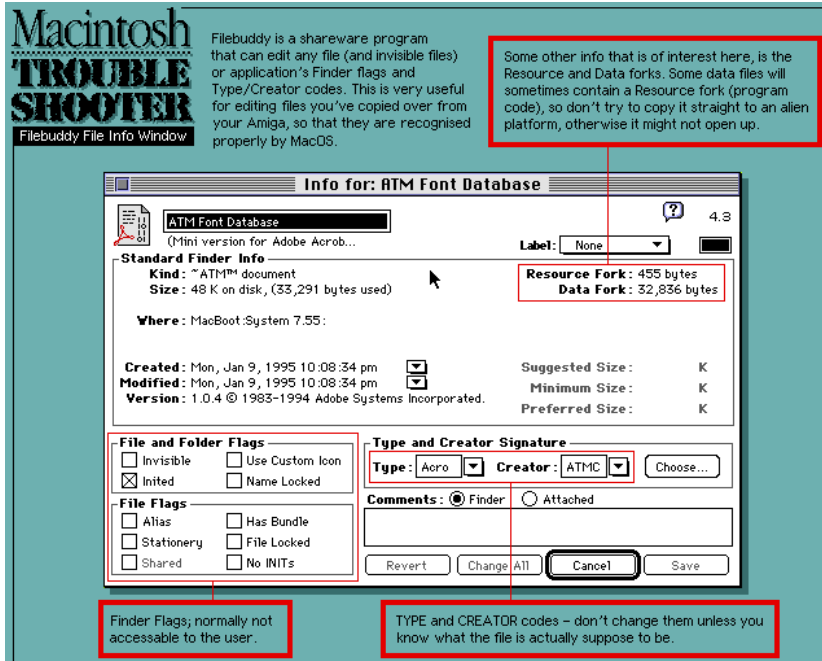 Macintosh
TROUBLE
SHOOTER
Filebuddy File Info Window
Filebuddy is a shareware program
that can edit any file (and invisible files)
or application's Finder flags and
Type/Creator codes. This is very useful
for editing files you've copied over from
your Amiga, so that they are recognised
properly by MacOS.
Some other info that is of interest here, is the
Resource and Data forks. Some data files will
sometimes contain a Resource fork (program
code), so don't try to copy it straight to an alien
platform, otherwise it might not open up.
Info for: ATM Font Database
ATM Font Database
(Mini version for Adobe Acrob...
4.3
Label: None
Standard Finder Info
Kind: ~ATM™ document
Size: 48 K on disk, (33,291 bytes used)
Resource Fork: 455 bytes
Data Fork: 32,836 bytes
Where: MacBoot:System 7.55:
Created: Mon, Jan 9, 1995 10:08:34 pm
Modified: Mon, Jan 9, 1995 10:08:34 pm
Version: 1.0.4 © 1983-1994 Adobe Systems Incorporated.
Suggested Size: K
Minimum Size: K
Preferred Size: K
File and Folder Flags
Invisible Use Custom Icon
Inited Name Locked
File Flags
Alias Has Bundle
Stationery File Locked
Shared No INITs
Type and Creator Signature
Type: Acro Creator: ATMC Choose...
Comments: Finder Attached
Revert Change All Cancel Save
Finder Flags; normally not
accessable to the user.
TYPE and CREATOR codes - don't change them unless you
know what the file is actually suppose to be.